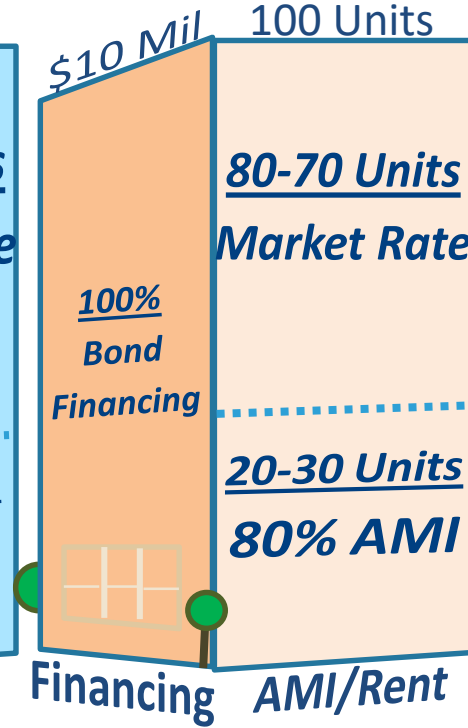 $10 Mil
100 Units
80-70 Units
Market Rate
100%
Bond
Financing
20-30 Units
80% AMI
Financing
AMI/Rent